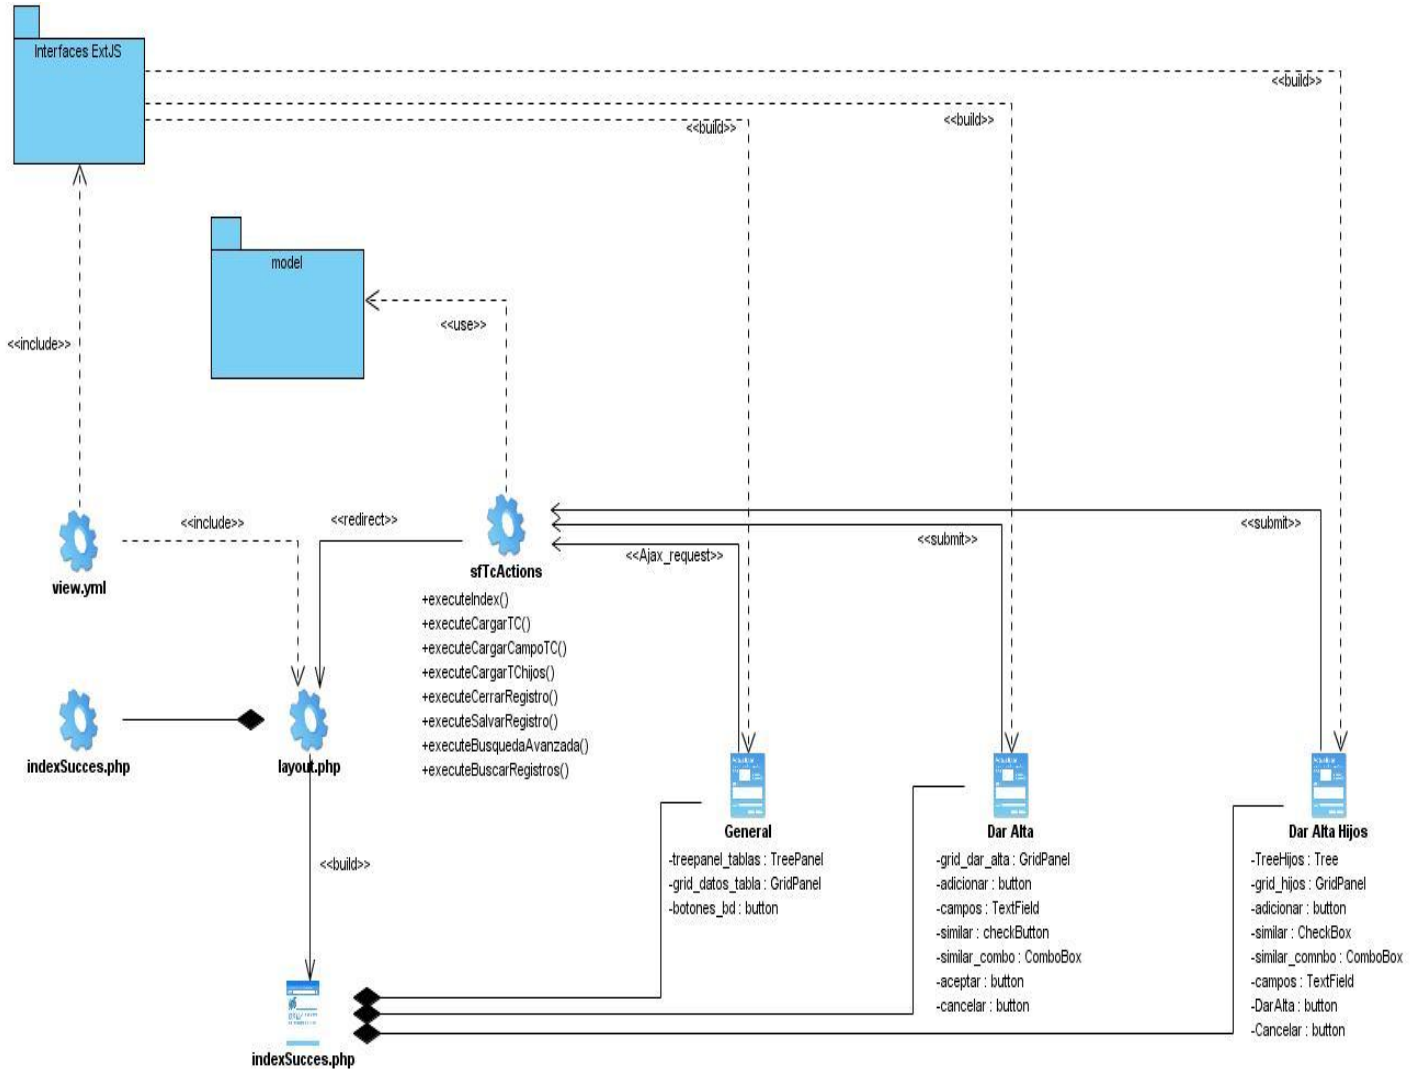 Interfaces ExtJS
<<build>>
<<build>>
<<build>>
model
<<use>>
<<include>>
<<include>>
<<redirect>>
<<submit>>
<<submit>>
<<Ajax_request>>
view.yml
sfTcActions
+executeIndex()
+executeCargarTC()
+executeCargarCampoTC()
+executeCargarTChijos()
+executeCerrarRegistro()
+executeSalvarRegistro()
+executeBusquedaAvanzada()
+executeBuscarRegistros()
indexSucces.php
layout.php
<<build>>
General
-treepanel_tablas : TreePanel
-grid_datos_tabla : GridPanel
-botones_bd : button
Dar Alta
-grid_dar_alta : GridPanel
-adicionar : button
-campos : TextField
-similar : checkButton
-similar_combo : ComboBox
-aceptar : button
-cancelar : button
Dar Alta Hijos
-TreeHijos : Tree
-grid_hijos : GridPanel
-adicionar : button
-similar : CheckBox
-similar_comnbo : ComboBox
-campos : TextField
-DarAlta : button
-Cancelar : button
indexSucces.php